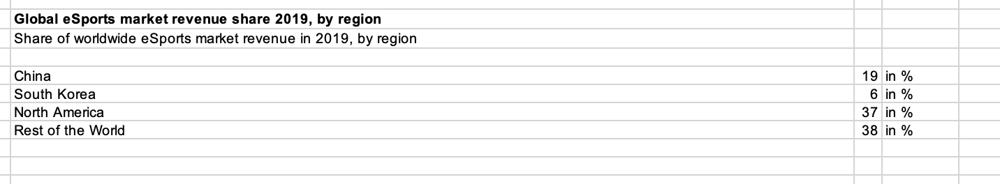 Global eSports market revenue share 2019, by region
Share of worldwide eSports market revenue in 2019, by region
China 19 in %
South Korea 6 in %
North America 37 in %
Rest of the World 38 in %